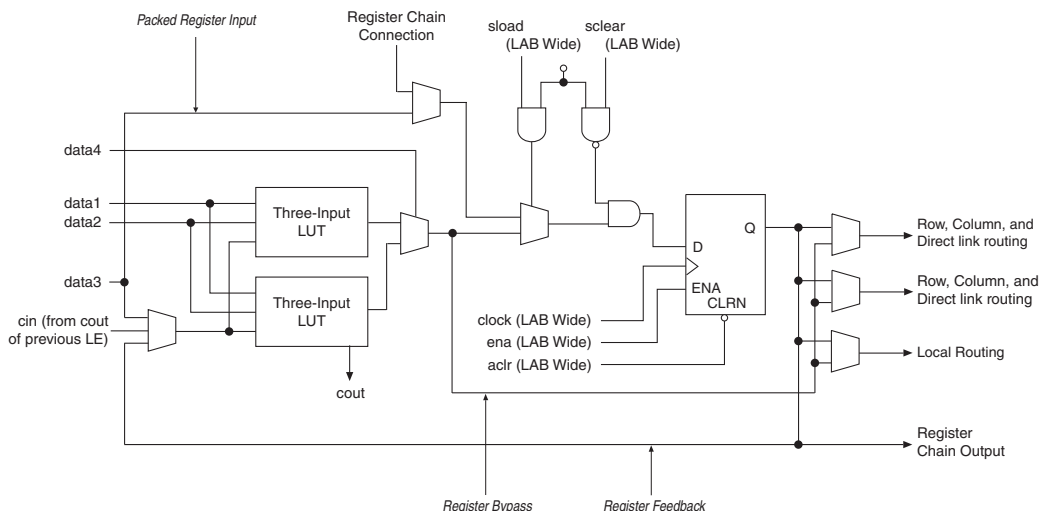 Packed Register Input
Register Chain
Connection
sload
(LAB Wide)
sclear
(LAB Wide)
data4
data1
data2
Three-Input
LUT
data3
Three-Input
LUT
cin (from cout
of previous LE)
cout
Q
D
ENA
CLRN
clock (LAB Wide)
ena (LAB Wide)
aclr (LAB Wide)
Row, Column, and
Direct link routing
Row, Column, and
Direct link routing
Local Routing
Register
Chain Output
Register Bypass
Register Feedback